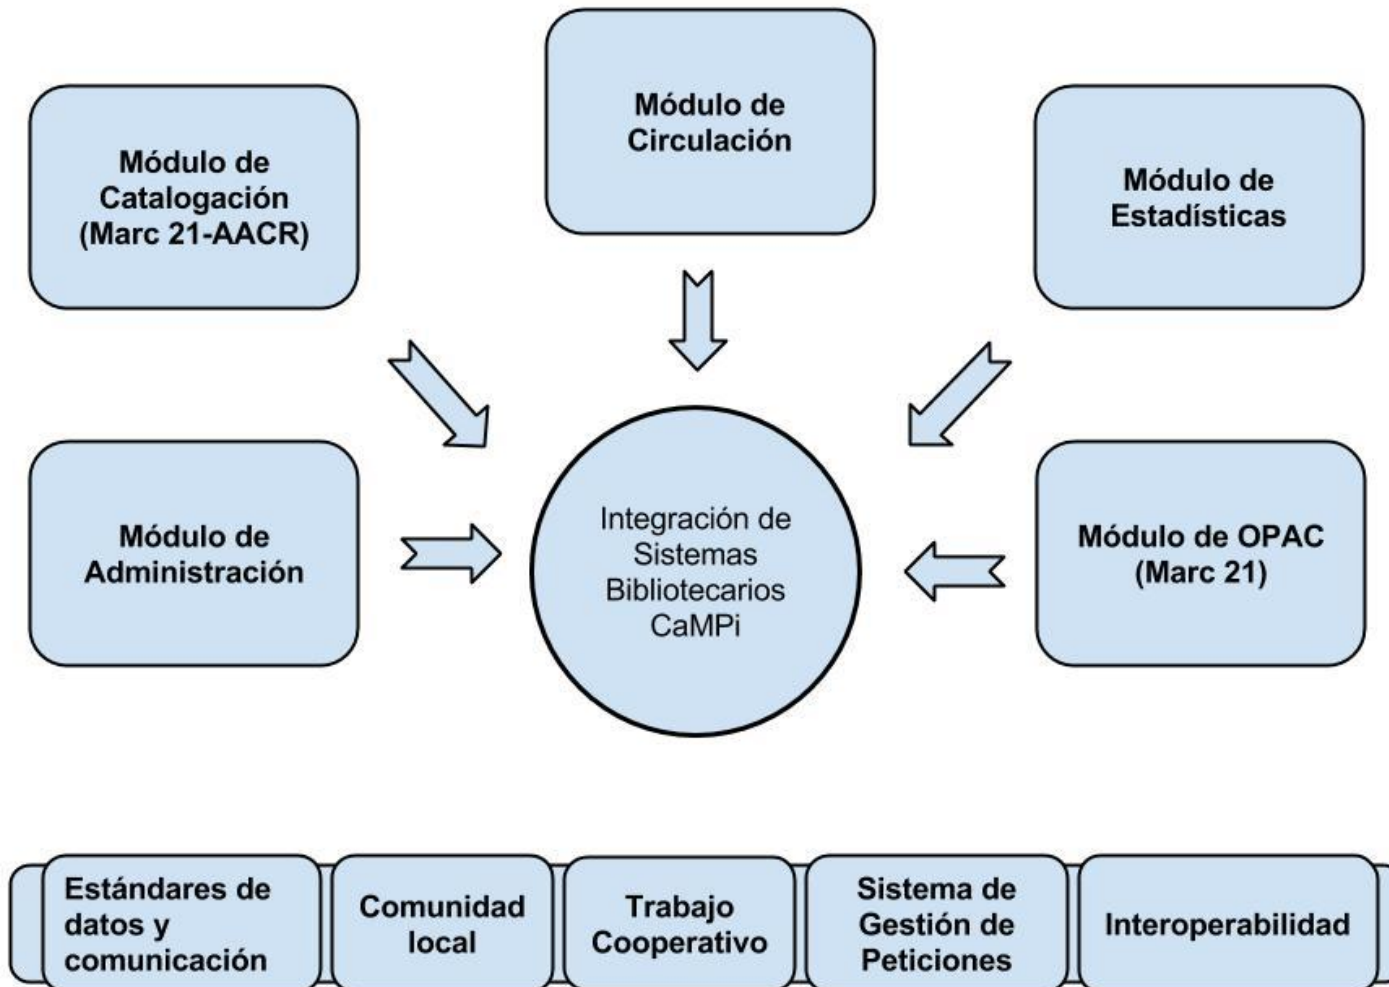 Módulo de
Circulación
Módulo de
Catalogación
(Marc 21-AACR)
Módulo de
Estadísticas
Módulo de
Administración
Integración de
Sistemas
Bibliotecarios
CaMPi
Módulo de OPAC
(Marc 21)
Estándares de
datos y
comunicación
Comunidad
local
Trabajo
Cooperativo
Sistema de
Gestión de
Peticiones
Interoperabilidad